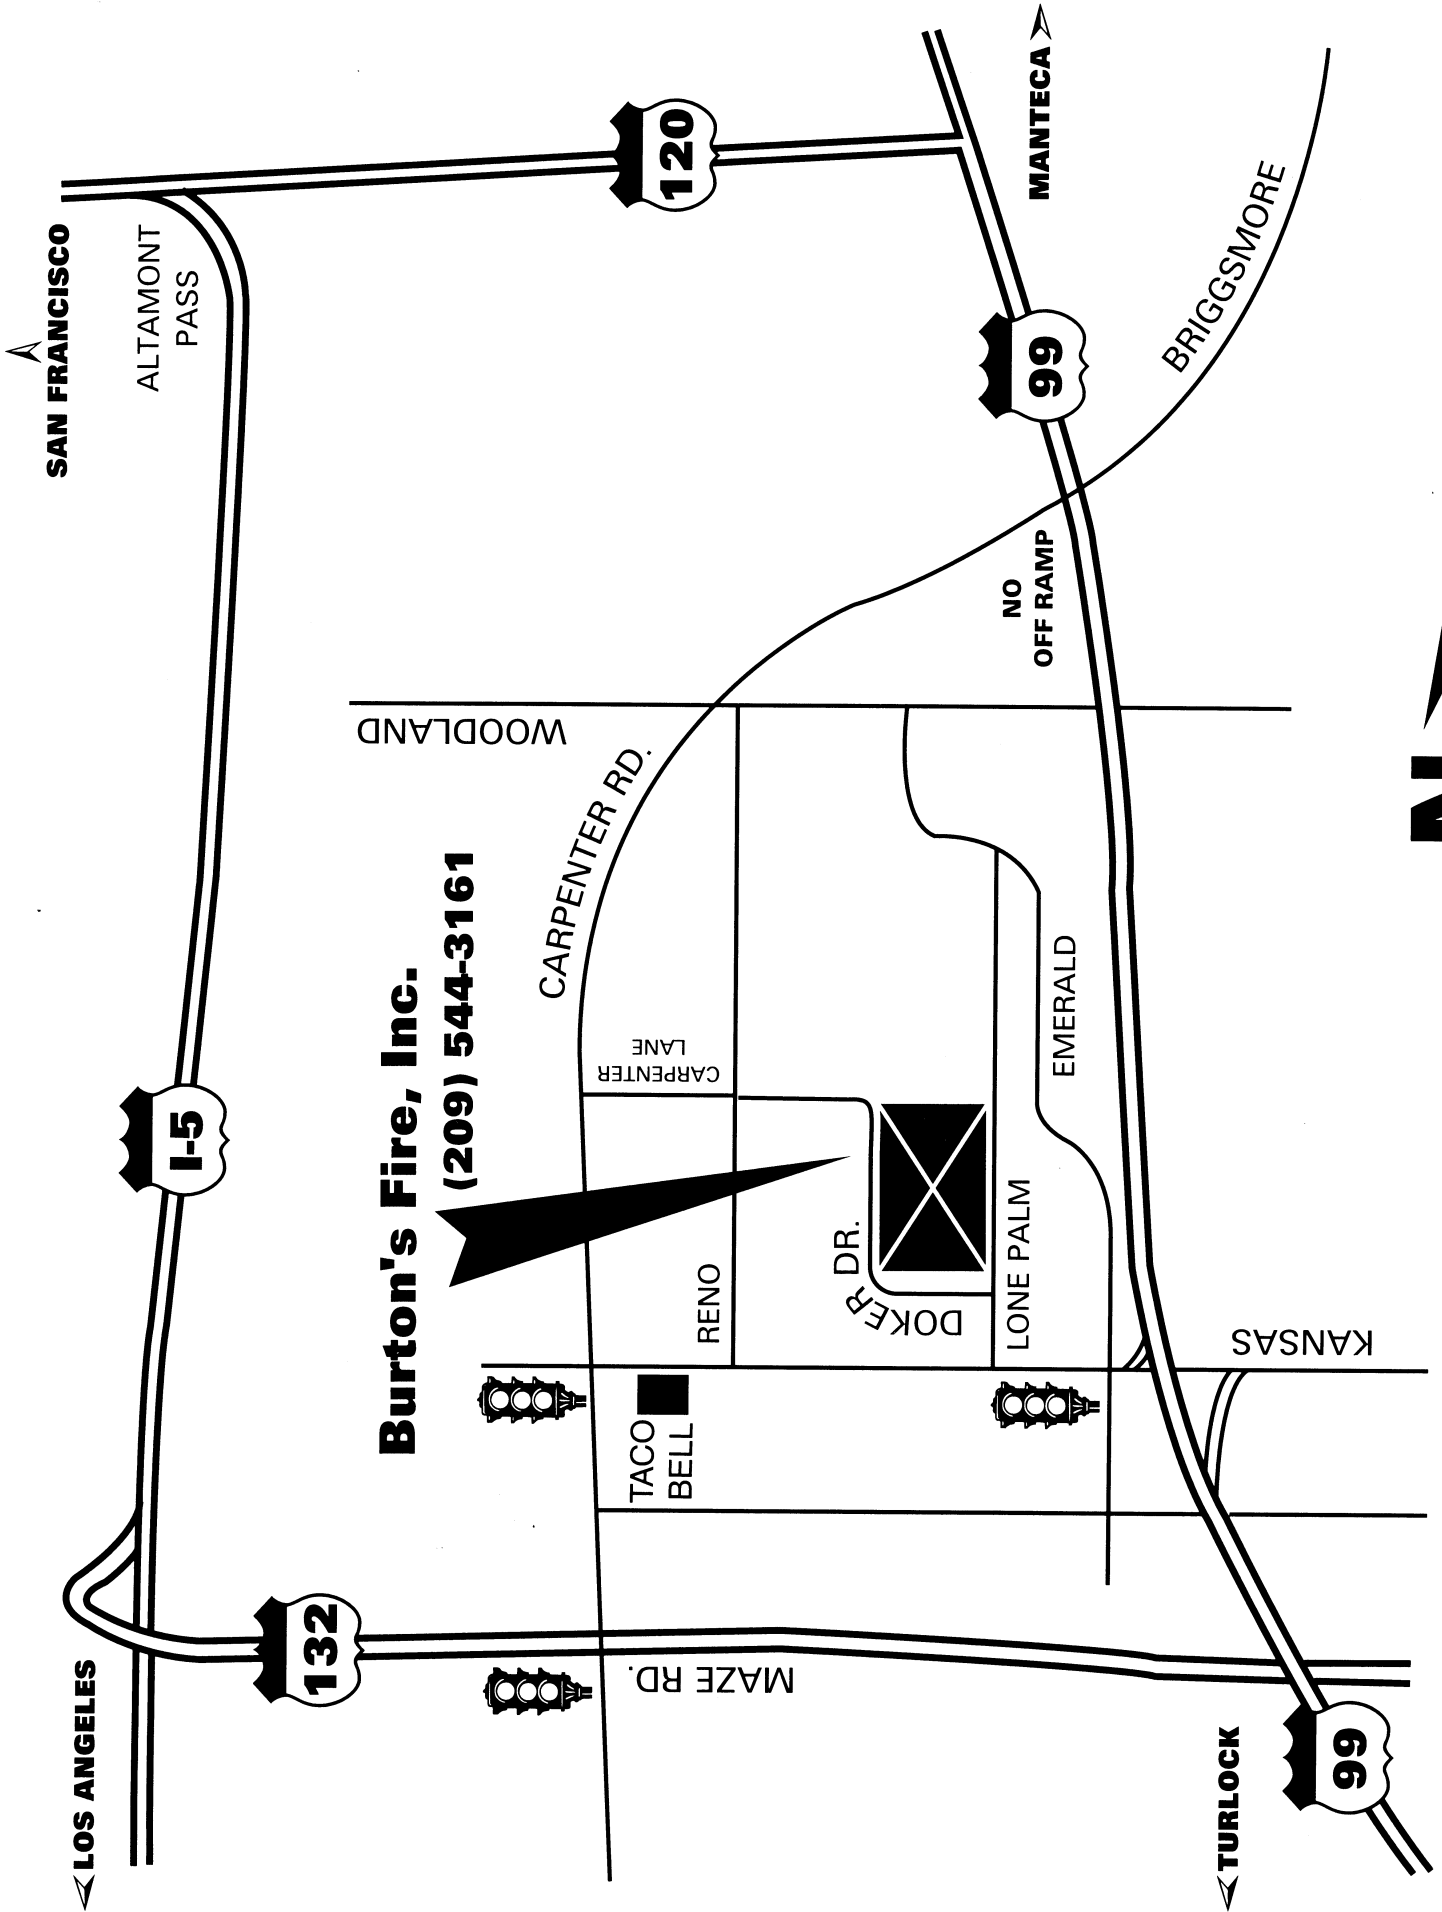 SAN FRANCISCO
ALTAMONT
PASS
120
MANTECA
BRIGGSMORE
99
NO
OFF RAMP
WOODLAND
CARPENTER RD.
I-5
Burton's Fire, Inc.
(209) 544-3161
CARPENTER
LANE
EMERALD
RENO
DOKER DR.
LONE PALM
KANSAS
TACO
BELL
132
MAZE RD.
LOS ANGELES
TURLOCK
99
N